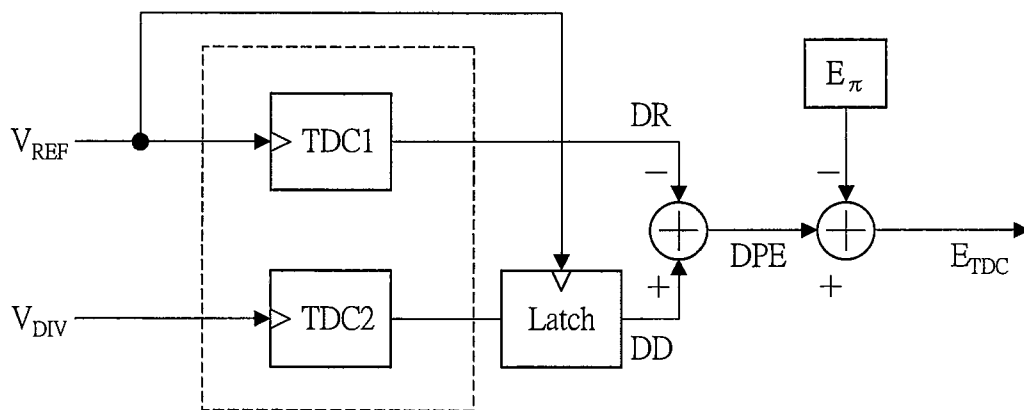 E_π
V_REF
TDC1
DR
−
−
DPE
E_TDC
+
+
V_DIV
TDC2
Latch
DD